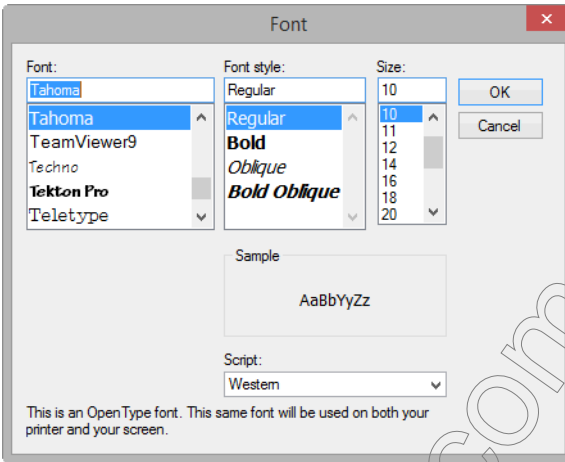 Font
Font:
Tahoma
Tahoma
TeamViewer9
Techno
Tekton Pro
Teletype
Font style:
Regular
Regular
Bold
Oblique
Bold Oblique
Size:
10
10
11
12
14
16
18
20
OK
Cancel
Sample
AaBbYyZz
Script:
Western
This is an OpenType font. This same font will be used on both your
printer and your screen.
com